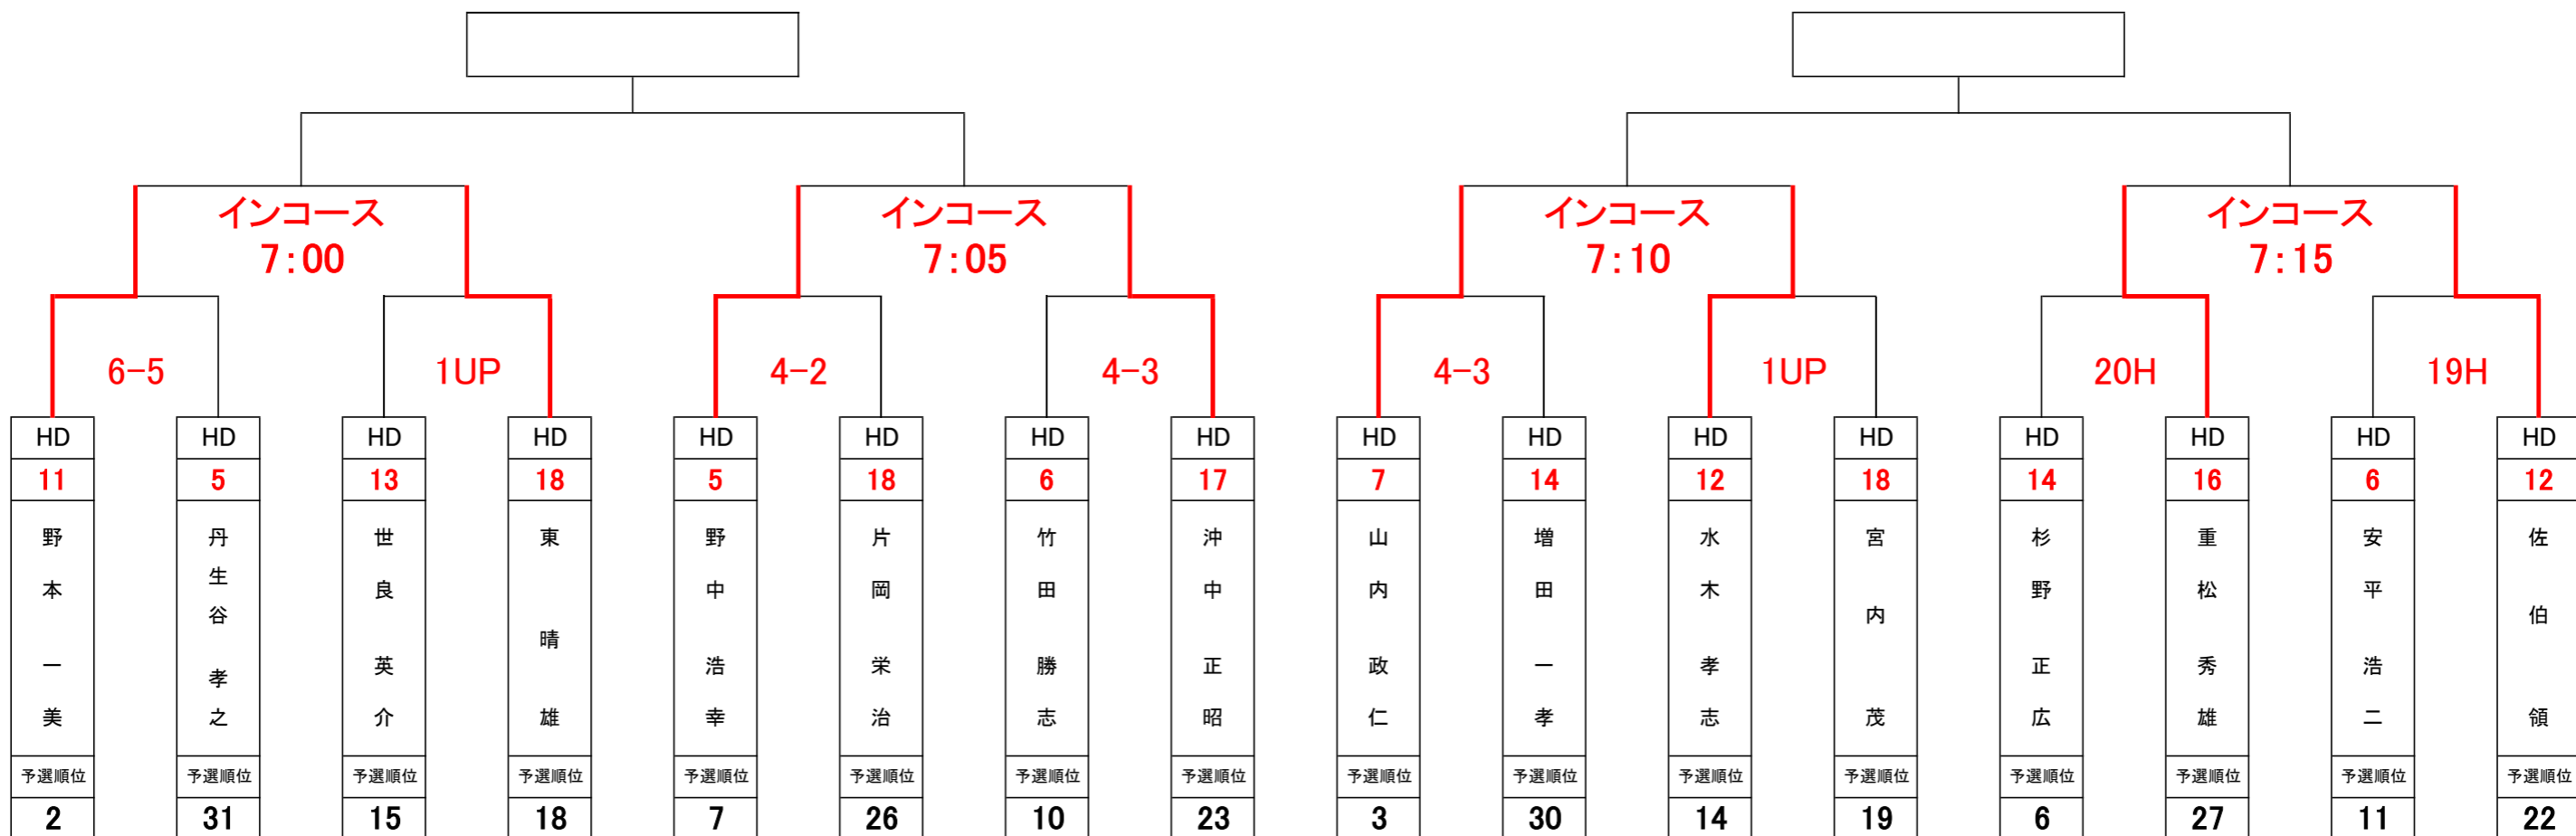 インコース
7:00
インコース
7:05
インコース
7:10
インコース
7:15
6-5
1UP
4-2
4-3
4-3
1UP
20H
19H
HD HD HD HD HD HD HD HD HD HD HD HD HD HD HD HD
11 5 13 18 5 18 6 17 7 14 12 18 14 16 6 12
野本一美
丹生谷孝之
世良英介
東晴雄
野中浩幸
片岡栄治
竹田勝志
沖中正昭
山内政仁
増田一孝
水木孝志
宮内茂
杉野正広
重松秀雄
安平浩二
佐伯領
予選順位 予選順位 予選順位 予選順位 予選順位 予選順位 予選順位 予選順位 予選順位 予選順位 予選順位 予選順位 予選順位 予選順位 予選順位 予選順位
2 31 15 18 7 26 10 23 3 30 14 19 6 27 11 22